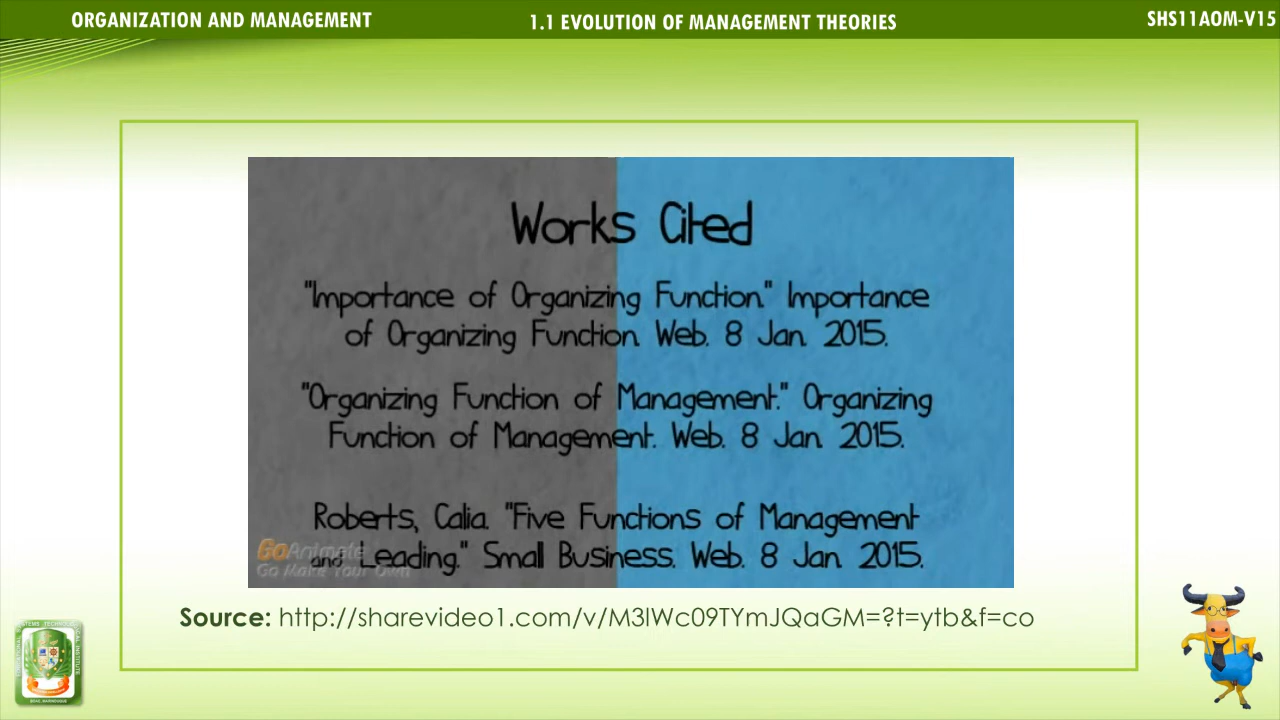 ORGANIZATION AND MANAGEMENT
1.1 EVOLUTION OF MANAGEMENT THEORIES
SHS11AOM-V15
Works Cited
"Importance of Organizing Function." Importance
of Organizing Function. Web. 8 Jan. 2015.
"Organizing Function of Management." Organizing
Function of Management. Web. 8 Jan. 2015.
Roberts, Calia. "Five Functions of Management
and Leading." Small Business. Web. 8 Jan. 2015.
GoAnimate
Go Make Your Own
Source: http://sharevideo1.com/v/M3lWc09TYmJQaGM=?t=ytb&f=co